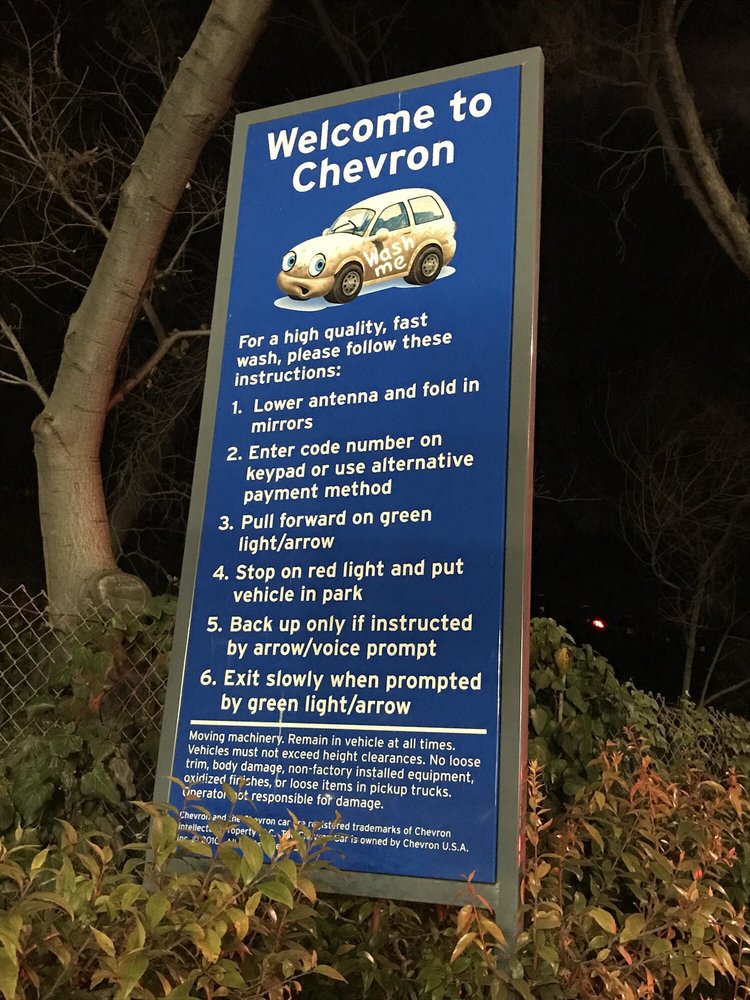 Welcome to
Chevron
Wash
me
For a high quality, fast
wash, please follow these
instructions:
1. Lower antenna and fold in
mirrors
2. Enter code number on
keypad or use alternative
payment method
3. Pull forward on green
light/arrow
4. Stop on red light and put
vehicle in park
5. Back up only if instructed
by arrow/voice prompt
6. Exit slowly when prompted
by green light/arrow
Moving machinery. Remain in vehicle at all times.
Vehicles must not exceed height clearances. No loose
trim, body damage, non-factory installed equipment,
oxidized finishes, or loose items in pickup trucks.
Operator not responsible for damage.
Chevron and the Chevron car are registered trademarks of Chevron
Intellectual Property car is owned by Chevron U.S.A.
Inc. © 2010